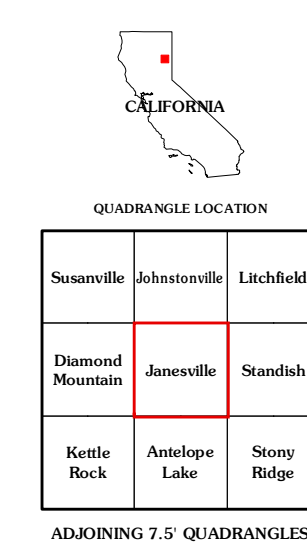 CALIFORNIA
QUADRANGLE LOCATION
Susanville Johnstonville Litchfield
Diamond Mountain Janesville Standish
Kettle Rock Antelope Lake Stony Ridge
ADJOINING 7.5' QUADRANGLES